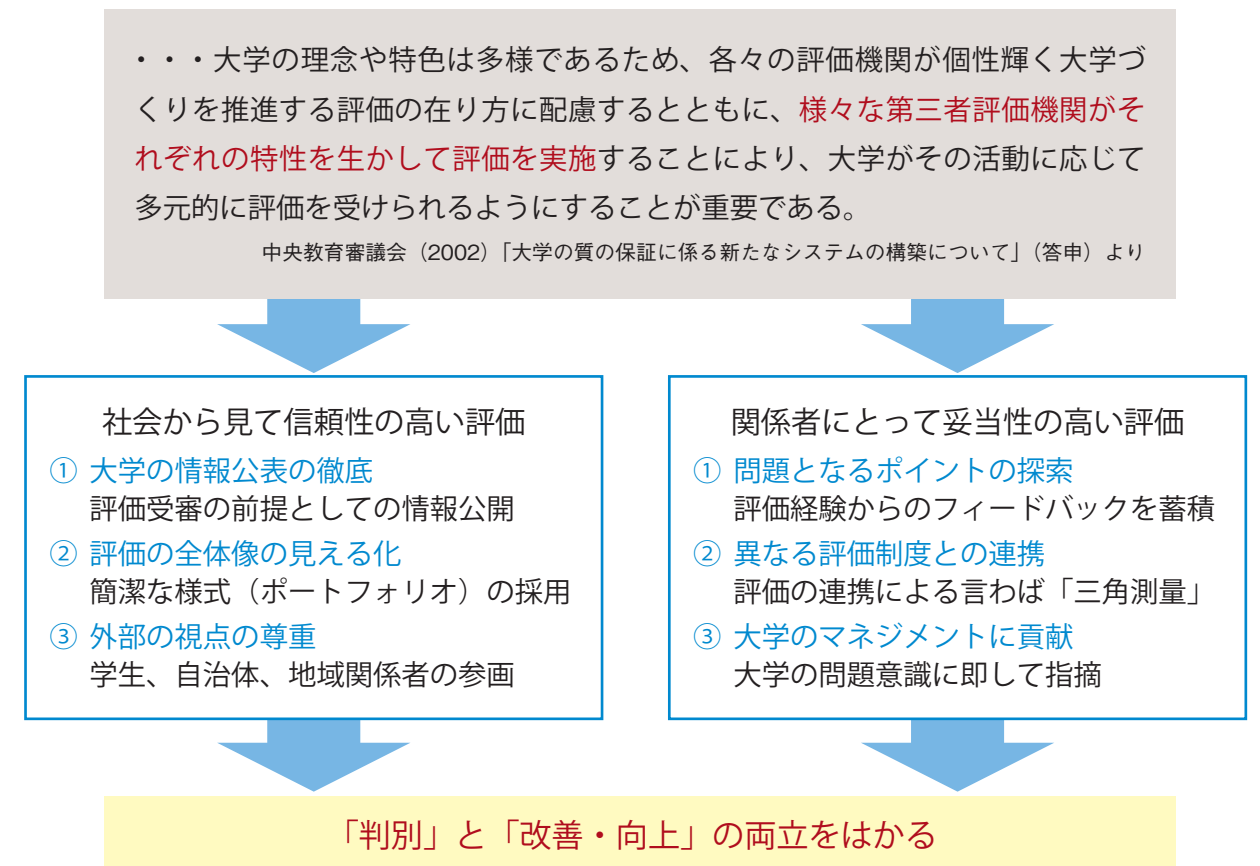 ・・・大学の理念や特色は多様であるため、各々の評価機関が個性輝く大学づ
くりを推進する評価の在り方に配慮するとともに、様々な第三者評価機関がそ
れぞれの特性を生かして評価を実施することにより、大学がその活動に応じて
多元的に評価を受けられるようにすることが重要である。
中央教育審議会（2002）「大学の質の保証に係る新たなシステムの構築について」（答申）より
社会から見て信頼性の高い評価
① 大学の情報公表の徹底
評価受審の前提としての情報公開
② 評価の全体像の見える化
簡潔な様式（ポートフォリオ）の採用
③ 外部の視点の尊重
学生、自治体、地域関係者の参画
関係者にとって妥当性の高い評価
① 問題となるポイントの探索
評価経験からのフィードバックを蓄積
② 異なる評価制度との連携
評価の連携による言わば「三角測量」
③ 大学のマネジメントに貢献
大学の問題意識に即して指摘
「判別」と「改善・向上」の両立をはかる